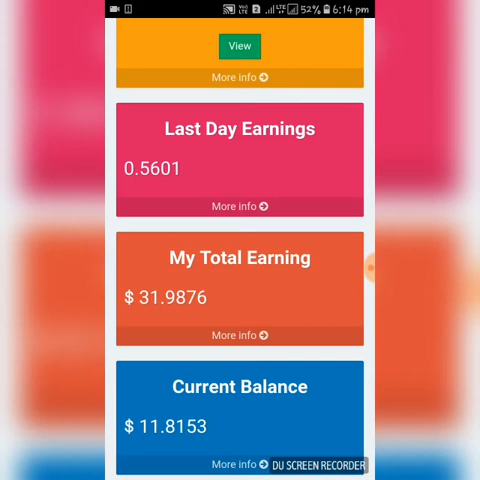 52% 6:14 pm
View
More info
Last Day Earnings
0.5601
More info
My Total Earning
$ 31.9876
More info
Current Balance
$ 11.8153
More info
DU SCREEN RECORDER